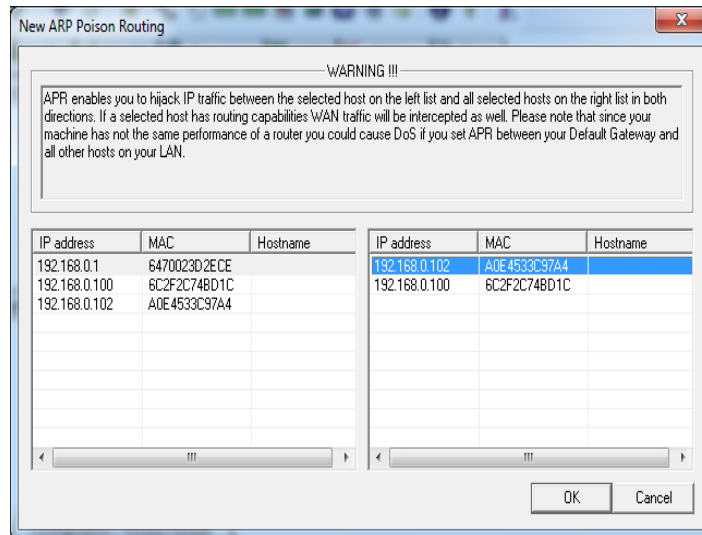 New ARP Poison Routing
WARNING !!!
APR enables you to hijack IP traffic between the selected host on the left list and all selected hosts on the right list in both
directions. If a selected host has routing capabilities WAN traffic will be intercepted as well. Please note that since your
machine has not the same performance of a router you could cause DoS if you set APR between your Default Gateway and
all other hosts on your LAN.
IP address MAC Hostname
192.168.0.1 6470023D2ECE
192.168.0.100 6C2F2C74BD1C
192.168.0.102 A0E4533C97A4
IP address MAC Hostname
192.168.0.102 A0E4533C97A4
192.168.0.100 6C2F2C74BD1C
OK Cancel